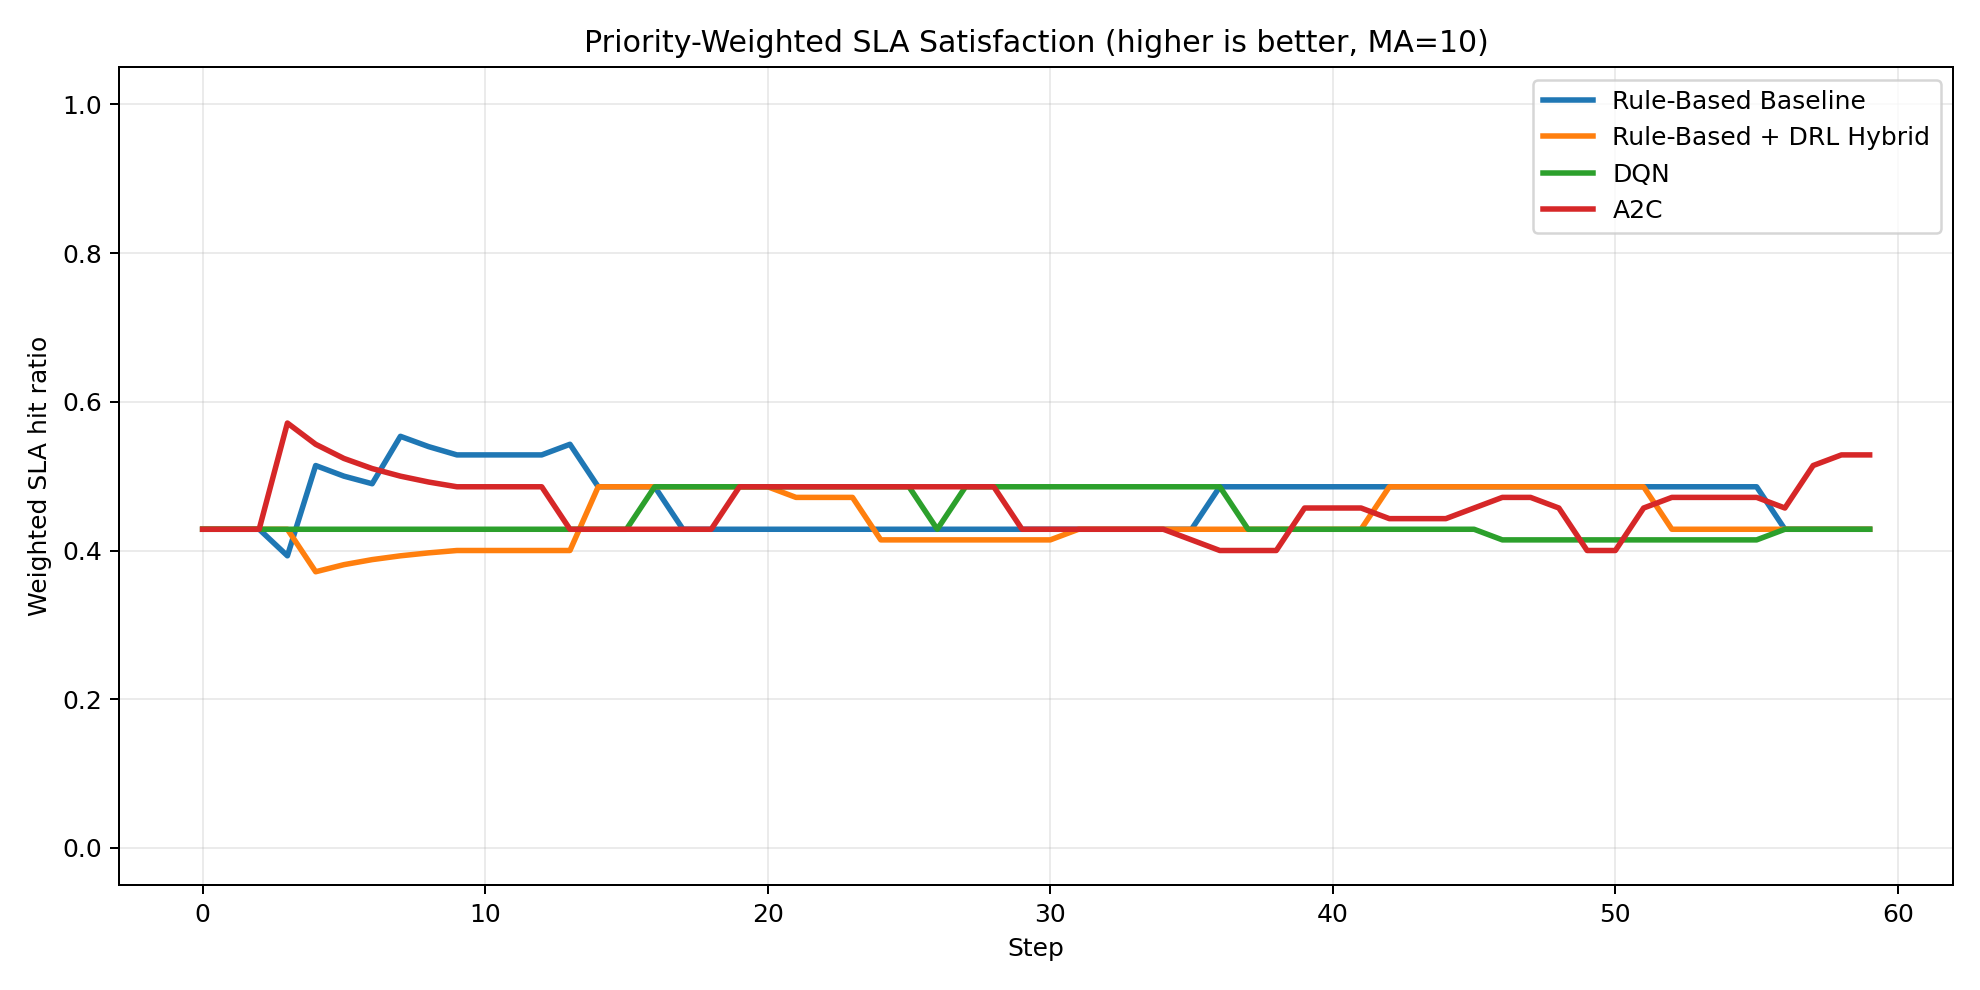 Priority-Weighted SLA Satisfaction (higher is better, MA=10)
Rule-Based Baseline
Rule-Based + DRL Hybrid
DQN
A2C
Weighted SLA hit ratio
1.0
0.8
0.6
0.4
0.2
0.0
0 10 20 30 40 50 60
Step